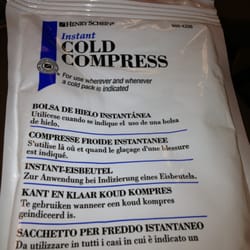 HENRY SCHEIN®
Instant
COLD
COMPRESS
For use wherever and whenever
a cold pack is indicated
BOLSA DE HIELO INSTANTÁNEA
Utilícese cuando se indique el uso de una bolsa
de hielo.
COMPRESSE FROIDE INSTANTANEE
S'utilise là où et quand le glaçage d'une blessure
est indiqué.
INSTANT-EISBEUTEL
Zur Anwendung bei Indizierung eines Eisbeutels.
KANT EN KLAAR KOUD KOMPRES
Te gebruiken wanneer een koud kompres
geindiceerd is.
SACCHETTO PER FREDDO ISTANTANEO
Da utilizzare in tutti i casi in cui è indicato un